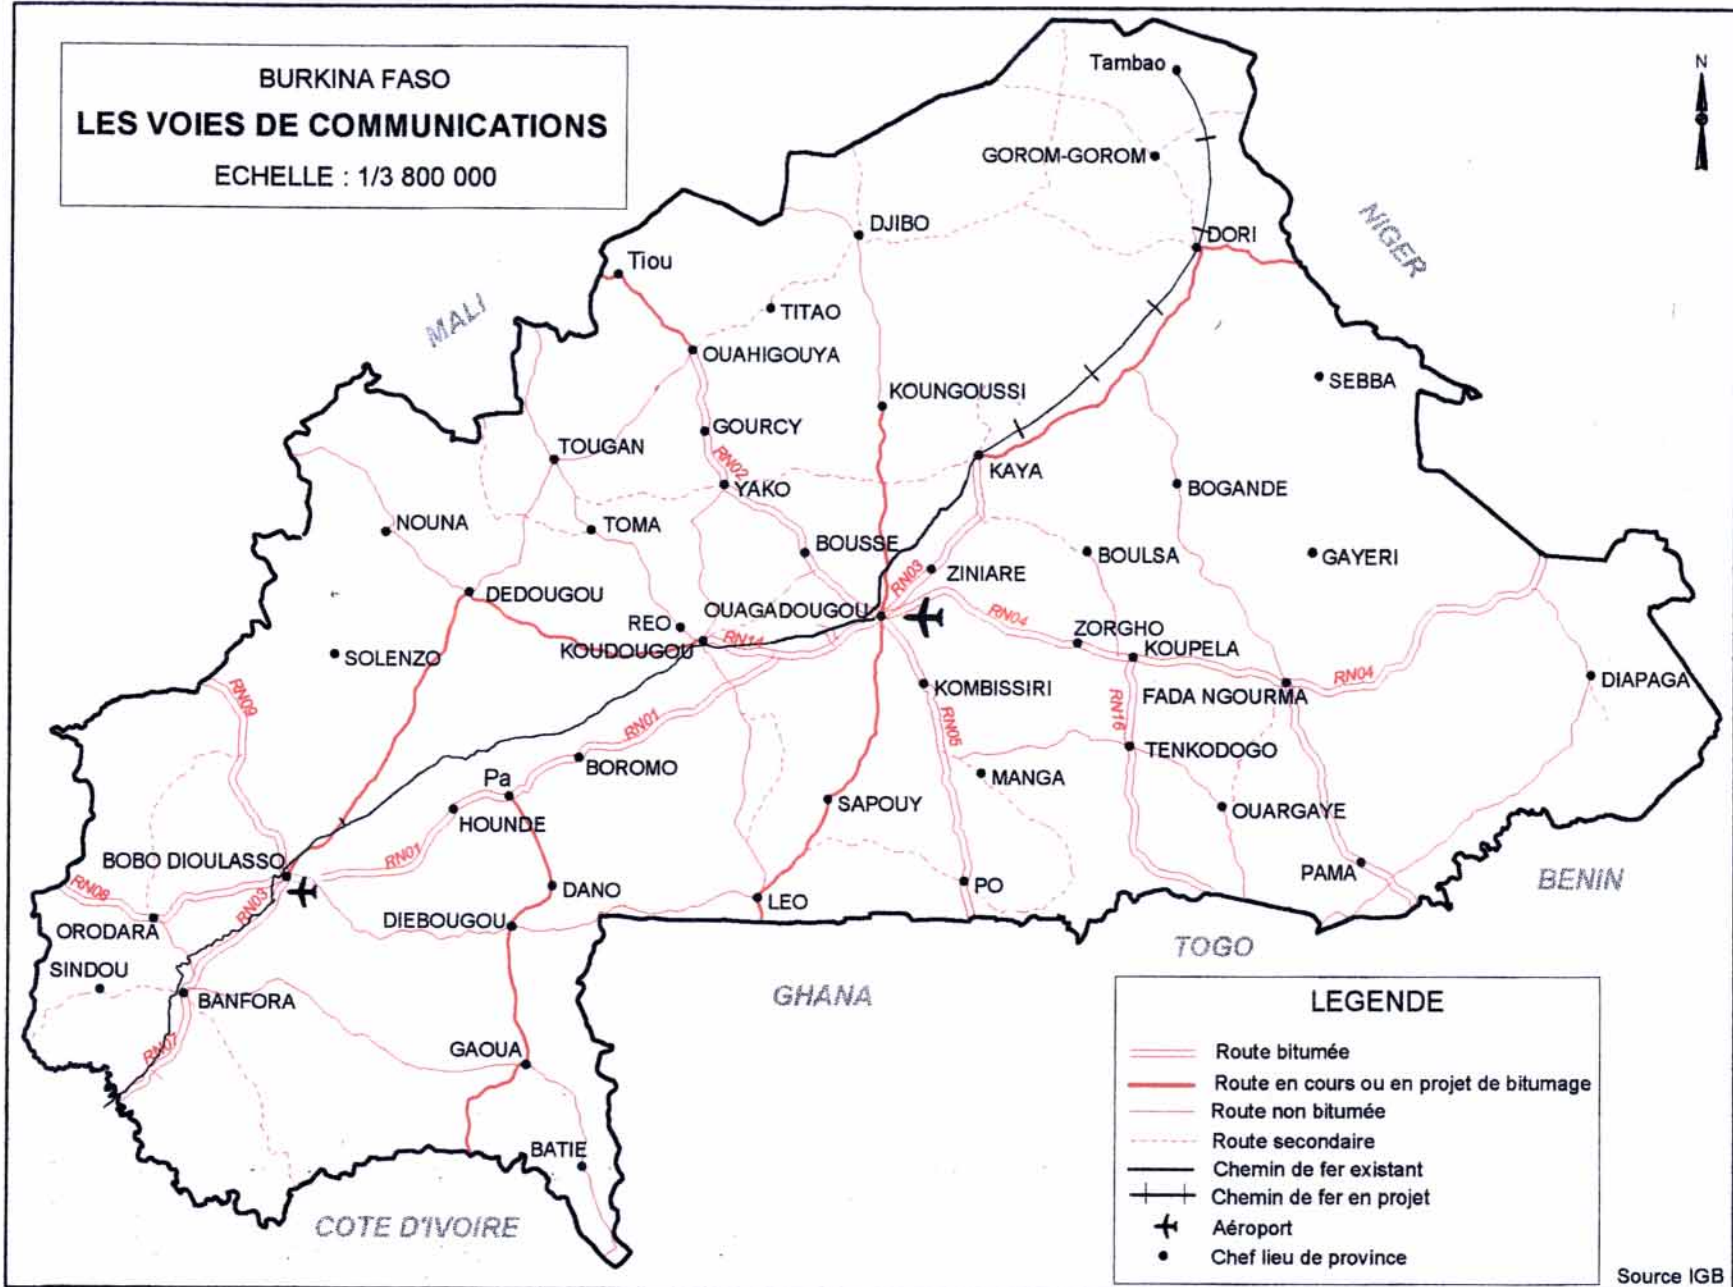 BURKINA FASO
LES VOIES DE COMMUNICATIONS
ECHELLE : 1/3 800 000
N
Tambao
GOROM-GOROM
NIGER
DJIBO
DORI
Tiou
MALI
TITAO
OUAHIGOUYA
SEBBA
KOUNGOUSSI
GOURCY
TOUGAN
RN02
KAYA
YAKO
BOGANDE
NOUNA
TOMA
BOUSSE
BOULSA
GAYERI
ZINIARE
RN03
DEDOUGOU
OUAGADOUGOU
RN04
REO
RN14
ZORGHO
KOUDOUGOU
KOUPELA
SOLENZO
RN04
DIAPAGA
KOMBISSIRI
FADA NGOURMA
RN09
RN01
RN05
RN16
TENKODOGO
BOROMO
MANGA
Pa
SAPOUY
OUARGAYE
HOUNDE
BOBO DIOULASSO
RN01
PAMA
BENIN
RN08
RN03
DANO
PO
LEO
ORODARA
DIEBOUGOU
TOGO
SINDOU
BANFORA
GHANA
RN07
GAOUA
BATIE
COTE D'IVOIRE
LEGENDE
Route bitumée
Route en cours ou en projet de bitumage
Route non bitumée
Route secondaire
Chemin de fer existant
Chemin de fer en projet
Aéroport
Chef lieu de province
Source IGB